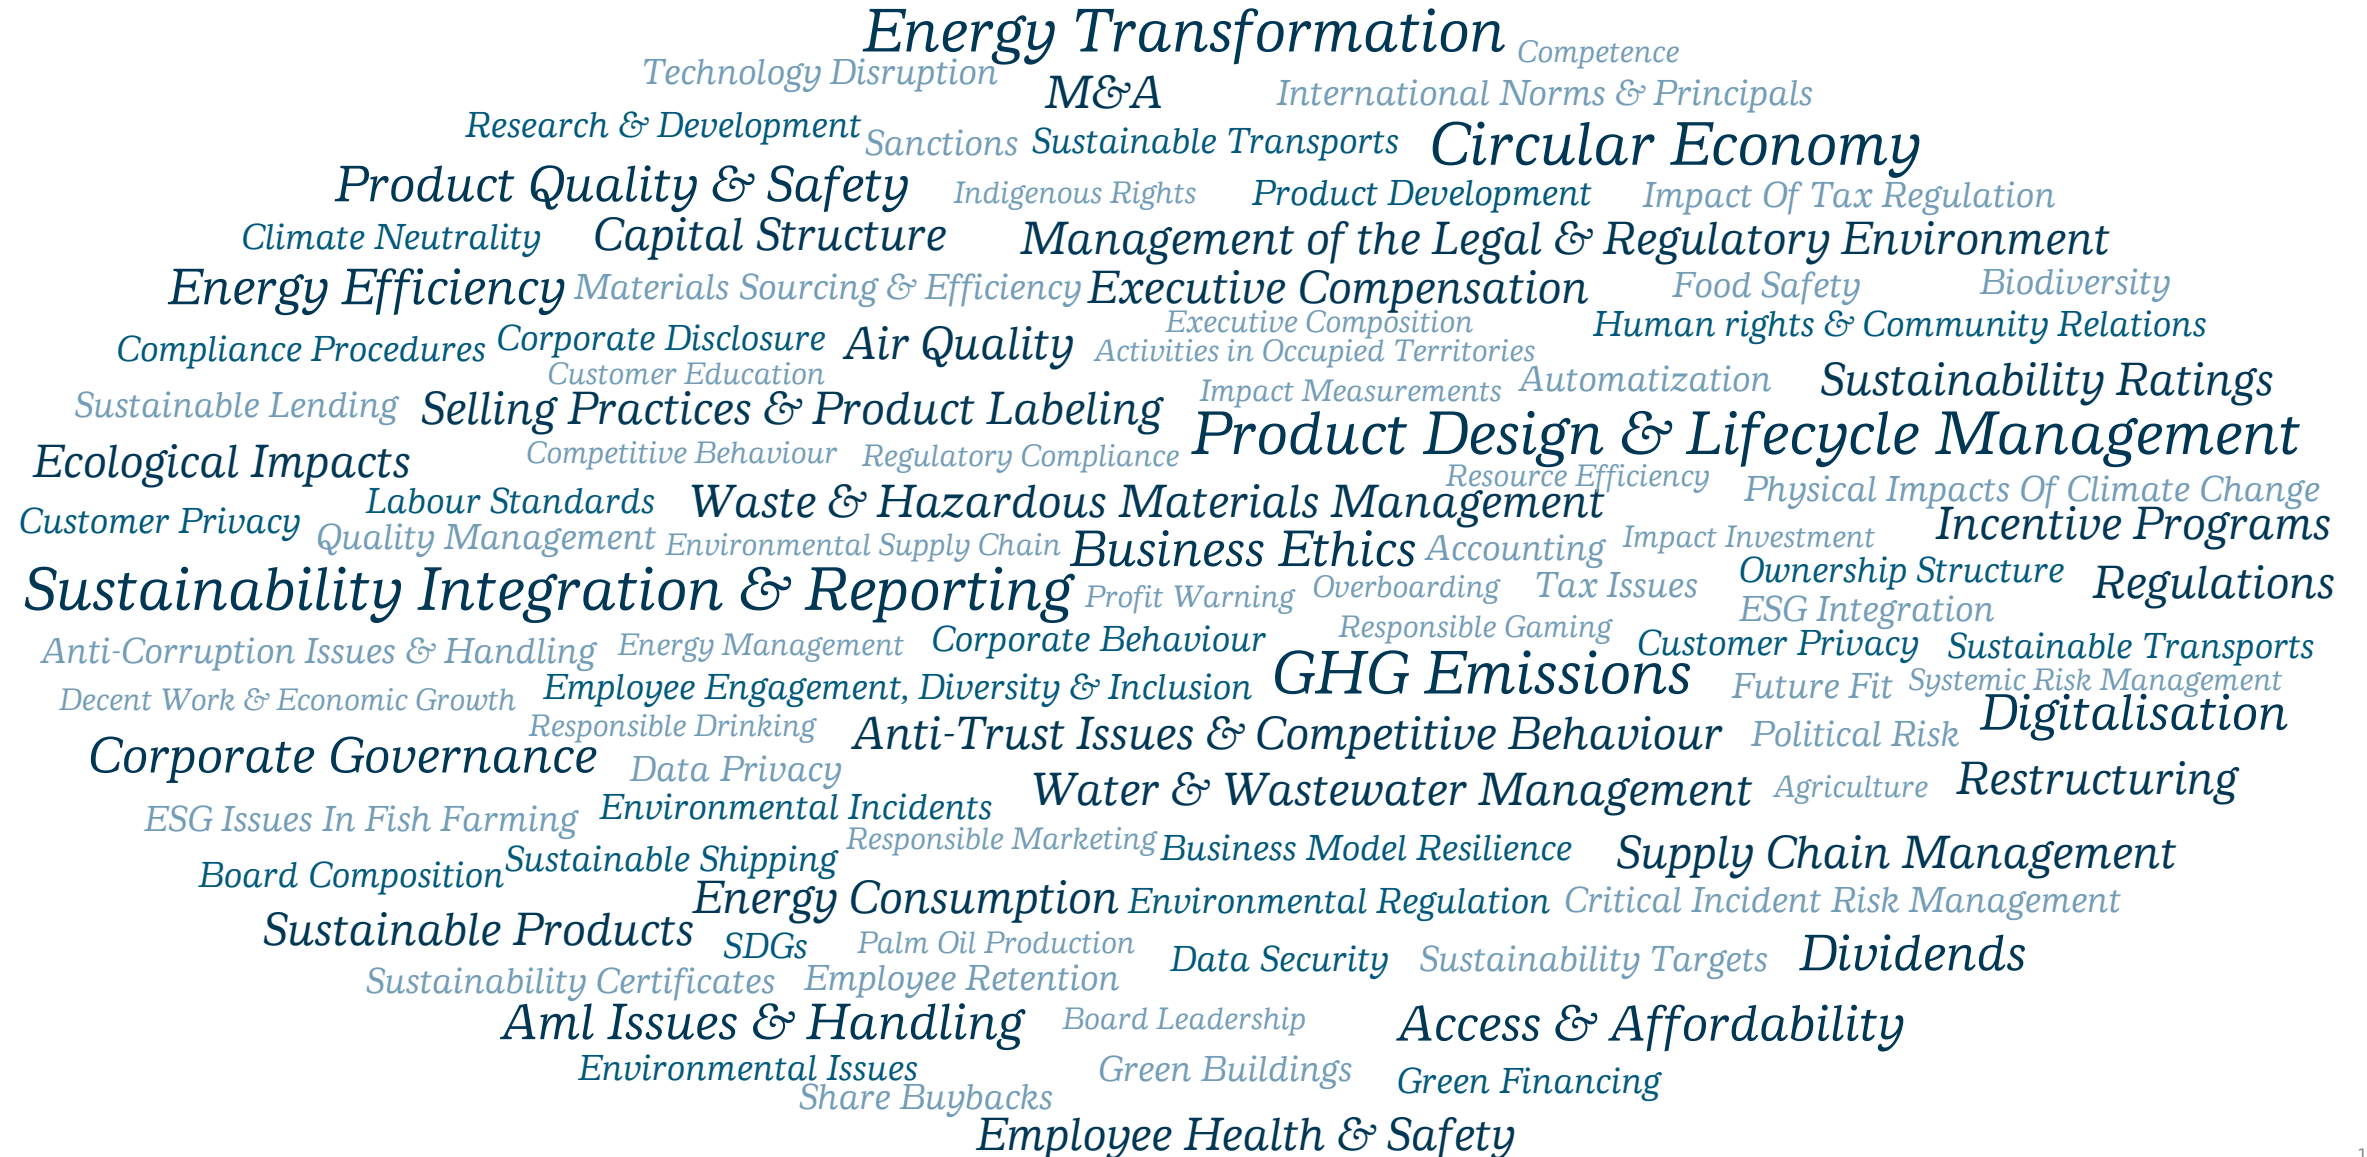 Energy Transformation
Competence
Technology Disruption
M&A
International Norms & Principals
Research & Development
Sanctions
Sustainable Transports
Circular Economy
Product Quality & Safety
Indigenous Rights
Product Development
Impact Of Tax Regulation
Climate Neutrality
Capital Structure
Management of the Legal & Regulatory Environment
Energy Efficiency
Materials Sourcing & Efficiency
Executive Compensation
Food Safety
Biodiversity
Executive Composition
Human rights & Community Relations
Compliance Procedures
Corporate Disclosure
Air Quality
Activities in Occupied Territories
Customer Education
Impact Measurements
Automatization
Sustainability Ratings
Sustainable Lending
Selling Practices & Product Labeling
Product Design & Lifecycle Management
Ecological Impacts
Competitive Behaviour
Regulatory Compliance
Resource Efficiency
Physical Impacts Of Climate Change
Labour Standards
Waste & Hazardous Materials Management
Customer Privacy
Quality Management
Environmental Supply Chain
Business Ethics
Accounting
Impact Investment
Incentive Programs
Sustainability Integration & Reporting
Profit Warning
Overboarding
Tax Issues
Ownership Structure
Regulations
ESG Integration
Anti-Corruption Issues & Handling
Energy Management
Corporate Behaviour
Responsible Gaming
Customer Privacy
Sustainable Transports
Decent Work & Economic Growth
Employee Engagement, Diversity & Inclusion
GHG Emissions
Future Fit
Systemic Risk Management
Responsible Drinking
Anti-Trust Issues & Competitive Behaviour
Political Risk
Digitalisation
Corporate Governance
Data Privacy
Water & Wastewater Management
Agriculture
Restructuring
ESG Issues In Fish Farming
Environmental Incidents
Responsible Marketing
Business Model Resilience
Supply Chain Management
Board Composition
Sustainable Shipping
Energy Consumption
Environmental Regulation
Critical Incident Risk Management
Sustainable Products
SDGs
Palm Oil Production
Data Security
Sustainability Targets
Dividends
Sustainability Certificates
Employee Retention
Aml Issues & Handling
Board Leadership
Access & Affordability
Environmental Issues
Green Buildings
Green Financing
Share Buybacks
Employee Health & Safety
1